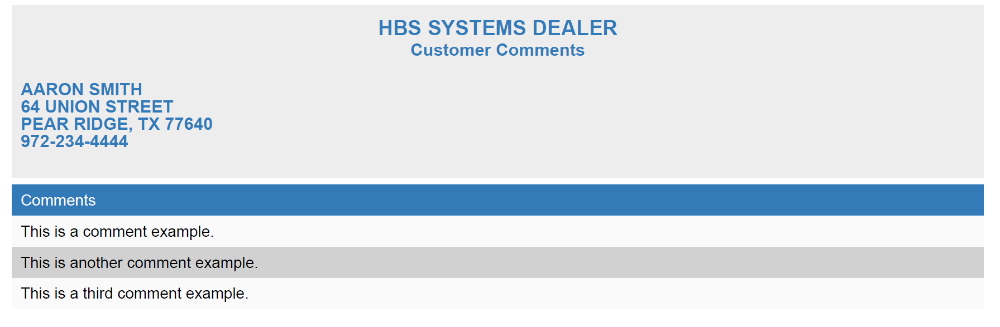 HBS SYSTEMS DEALER
Customer Comments
AARON SMITH
64 UNION STREET
PEAR RIDGE, TX 77640
972-234-4444
Comments
This is a comment example.
This is another comment example.
This is a third comment example.